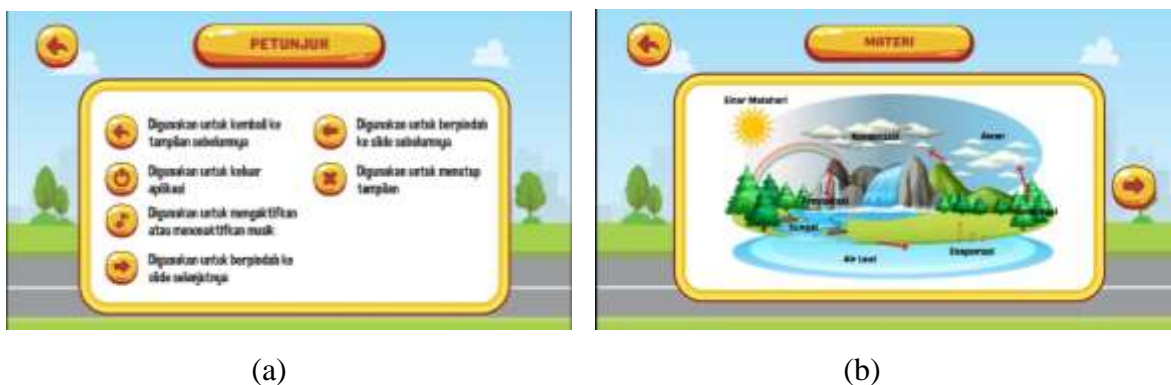 PETUNJUK
Digunakan untuk kembali ke
tampilan sebelumnya
Digunakan untuk keluar
aplikasi
Digunakan untuk mengaktifkan
atau menonaktifkan musik
Digunakan untuk berpindah ke
slide selanjutnya
Digunakan untuk berpindah
ke slide sebelumnya
Digunakan untuk menutup
tampilan
(a)
MATERI
Sinar Matahari
Kondensasi
Awan
Sungai
Air Laut
Evaporasi
(b)